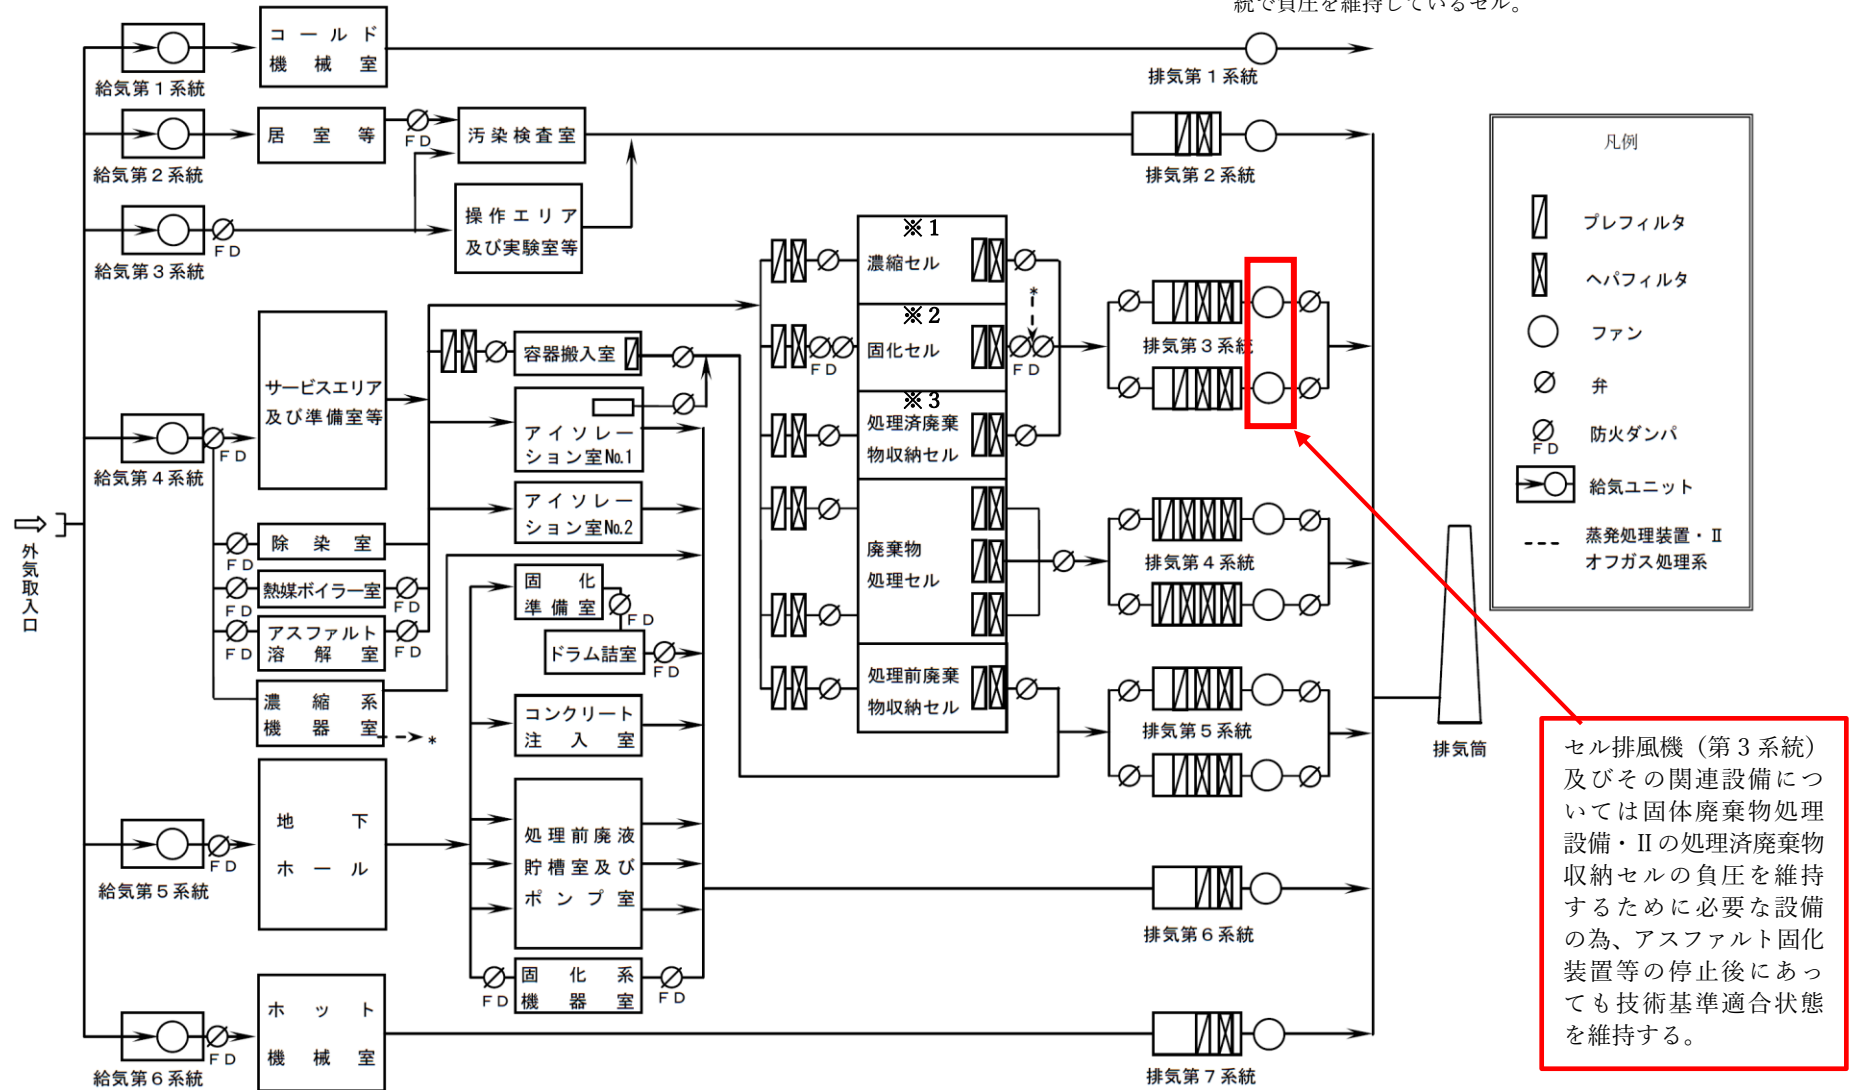 統で負圧を維持しているセル。
コールド
機械室
給気第1系統
排気第1系統
居室等
FD
汚染検査室
給気第2系統
排気第2系統
操作エリア
及び実験室等
FD
給気第3系統
※1
濃縮セル
※2
固化セル
FD
FD
*
※3
処理済廃棄
物収納セル
廃棄物
処理セル
処理前廃棄
物収納セル
サービスエリア
及び準備室等
FD
給気第4系統
容器搬入室
アイソレー
ション室No.1
アイソレー
ション室No.2
除染室
FD
熱媒ボイラー室
FD
FD
アスファルト
溶解室
FD
FD
濃縮系
機器室
*
固化
準備室
FD
ドラム詰室
FD
コンクリート
注入室
処理前廃液
貯槽室及び
ポンプ室
固化系
機器室
FD
FD
外気取入口
地下
ホール
FD
給気第5系統
ホット
機械室
FD
給気第6系統
排気第3系統
排気第4系統
排気第5系統
排気第6系統
排気第7系統
排気筒
凡例
プレフィルタ
ヘパフィルタ
ファン
弁
防火ダンパ
FD
給気ユニット
蒸発処理装置・Ⅱ
オフガス処理系
セル排風機（第3系統）
及びその関連設備につ
いては固体廃棄物処理
設備・Ⅱの処理済廃棄物
収納セルの負圧を維持
するために必要な設備
の為、アスファルト固化
装置等の停止後にあっ
ても技術基準適合状態
を維持する。